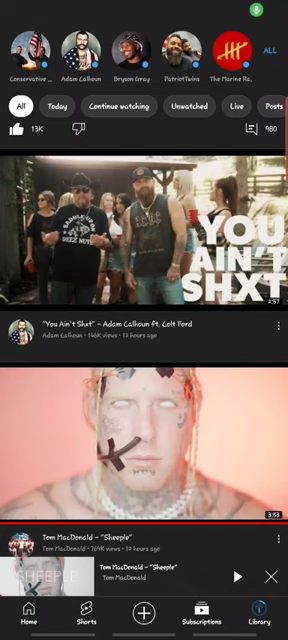 Conservative ...
Adam Calhoun
Bryson Gray
PatriotTwins
The Marine Ra..
ALL
All
Today
Continue watching
Unwatched
Live
Posts
13K
980
YOU
AIN'T
SHXT
2:57
"You Ain't Shxt" - Adam Calhoun ft. Colt Ford
Adam Calhoun • 146K views • 12 hours ago
3:53
Tom MacDonald - "Sheeple"
Tom MacDonald • 769K views • 12 hours ago
SHEEPLE
Tom MacDonald - "Sheeple"
Tom MacDonald
Home
Shorts
Subscriptions
Library